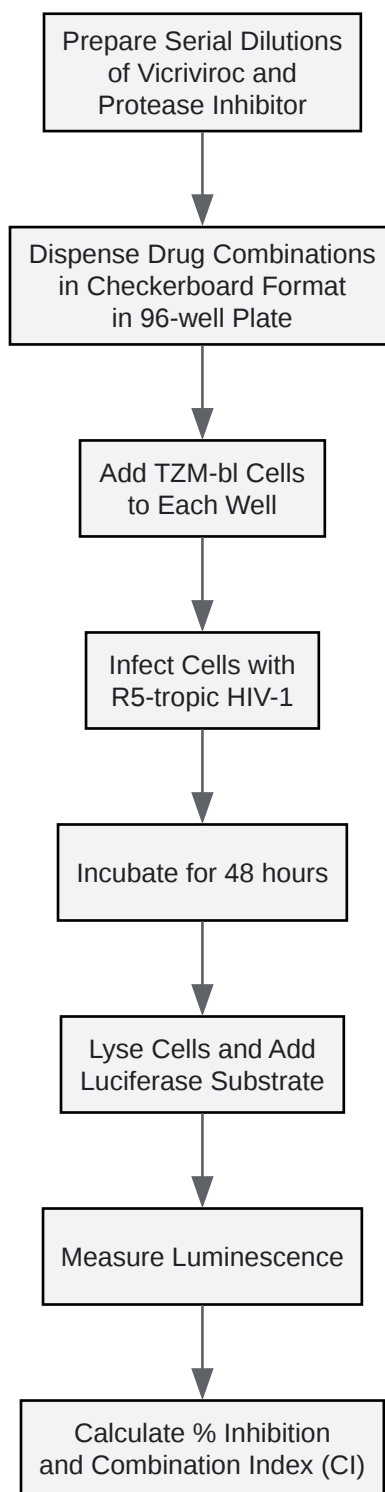 Prepare Serial Dilutions
of Vicriviroc and
Protease Inhibitor
Dispense Drug Combinations
in Checkerboard Format
in 96-well Plate
Add TZM-bl Cells
to Each Well
Infect Cells with
R5-tropic HIV-1
Incubate for 48 hours
Lyse Cells and Add
Luciferase Substrate
Measure Luminescence
Calculate % Inhibition
and Combination Index (CI)